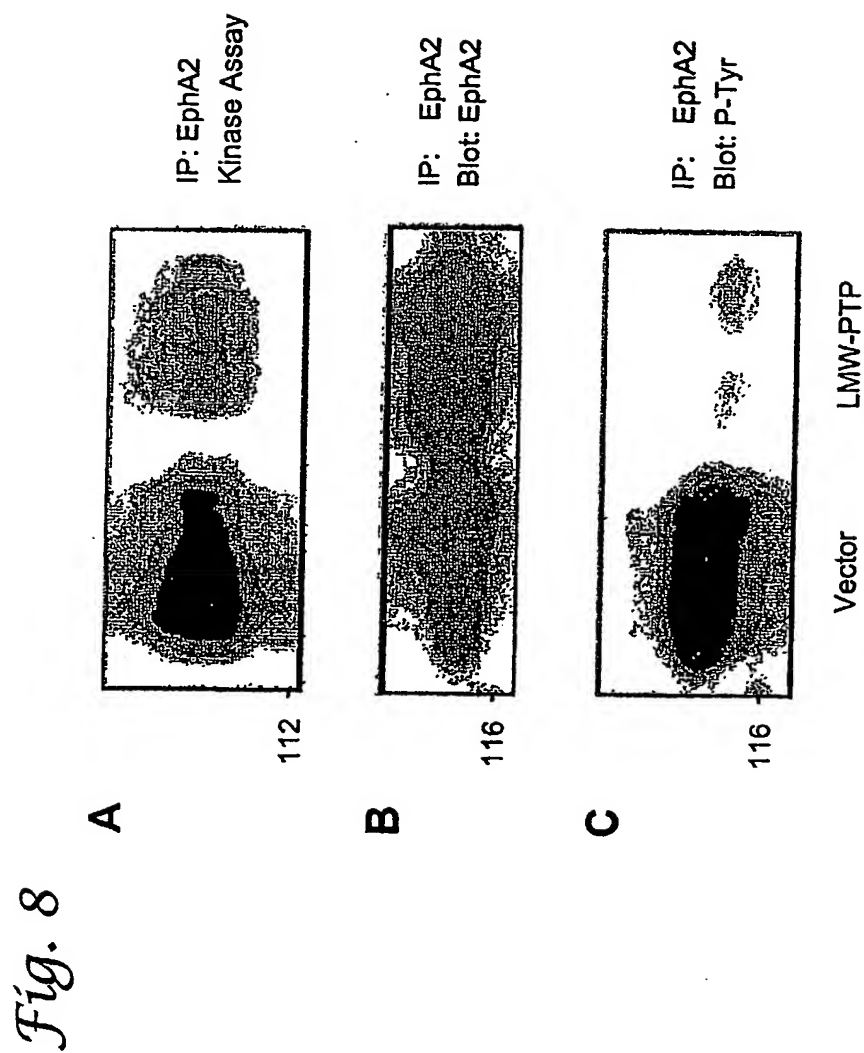 Fig. 8
A
112
IP: EphA2
Kinase Assay
B
116
IP: EphA2
Blot: EphA2
C
116
IP: EphA2
Blot: P-Tyr
Vector
LMW-PTP